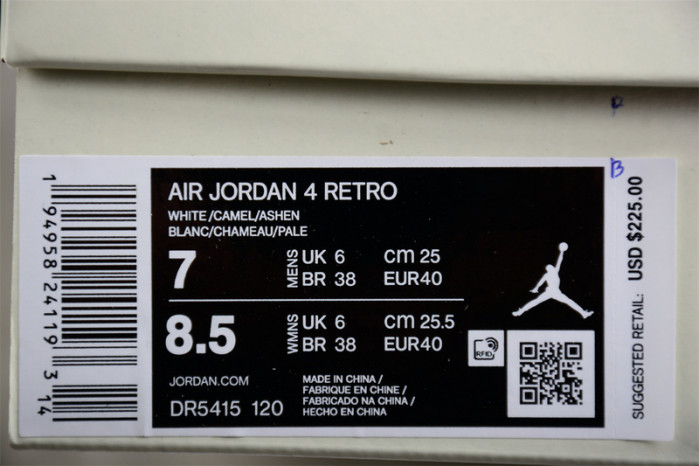 AIR JORDAN 4 RETRO
WHITE/CAMEL/ASHEN
BLANC/CHAMEAU/PALE
7 MENS UK 6 cm 25
BR 38 EUR40
8.5 WMNS UK 6 cm 25.5
BR 38 EUR40
RFID
JORDAN.COM
DR5415 120
MADE IN CHINA /
FABRIQUE EN CHINE /
FABRICADO NA CHINA /
HECHO EN CHINA
1 94958 24119 3 14
B
SUGGESTED RETAIL: USD $225.00